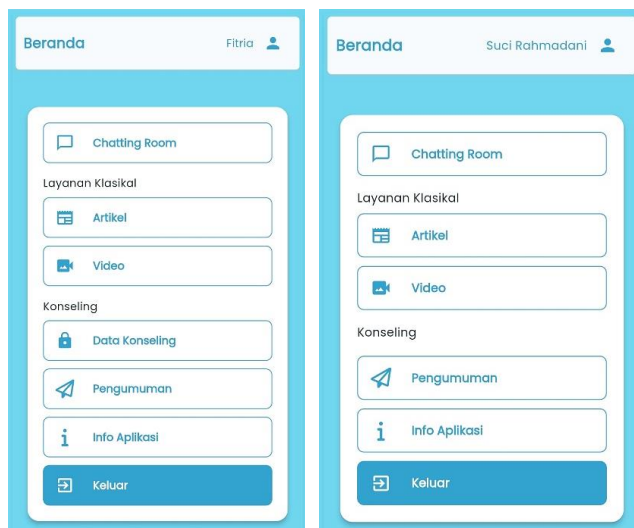 Beranda
Fitria
Chatting Room
Layanan Klasikal
Artikel
Video
Konseling
Data Konseling
Pengumuman
Info Aplikasi
Keluar
Beranda
Suci Rahmadani
Chatting Room
Layanan Klasikal
Artikel
Video
Konseling
Pengumuman
Info Aplikasi
Keluar